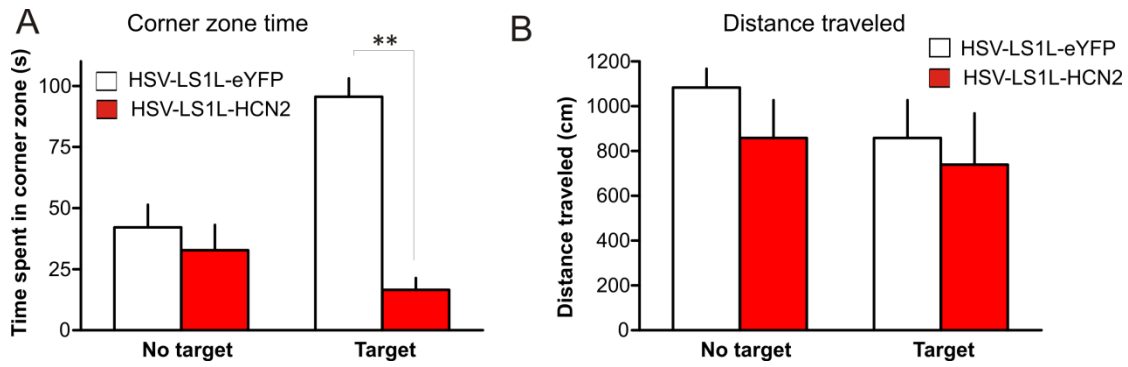 A
Corner zone time
**
HSV-LS1L-eYFP
HSV-LS1L-HCN2
Time spent in corner zone (s)
100
75
50
25
0
No target
Target
B
Distance traveled
HSV-LS1L-eYFP
HSV-LS1L-HCN2
Distance traveled (cm)
1200
1000
800
600
400
200
0
No target
Target